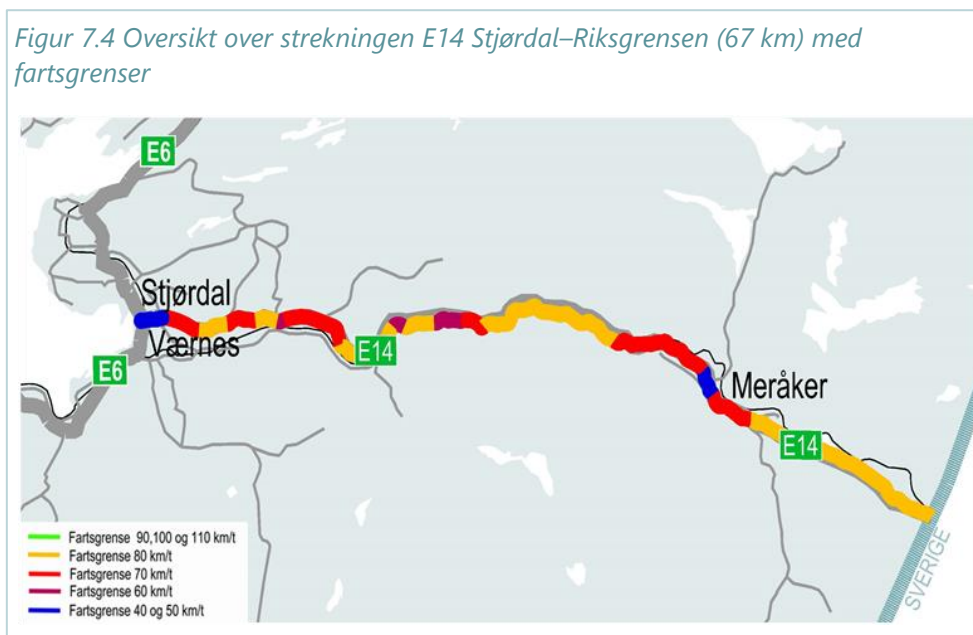 Figur 7.4 Oversikt over strekningen E14 Stjørdal–Riksgrensen (67 km) med
fartsgrenser
E6
Stjørdal
Værnes
E14
E6
Meråker
E14
Fartsgrense 90,100 og 110 km/t
Fartsgrense 80 km/t
Fartsgrense 70 km/t
Fartsgrense 60 km/t
Fartsgrense 40 og 50 km/t
SVERIGE